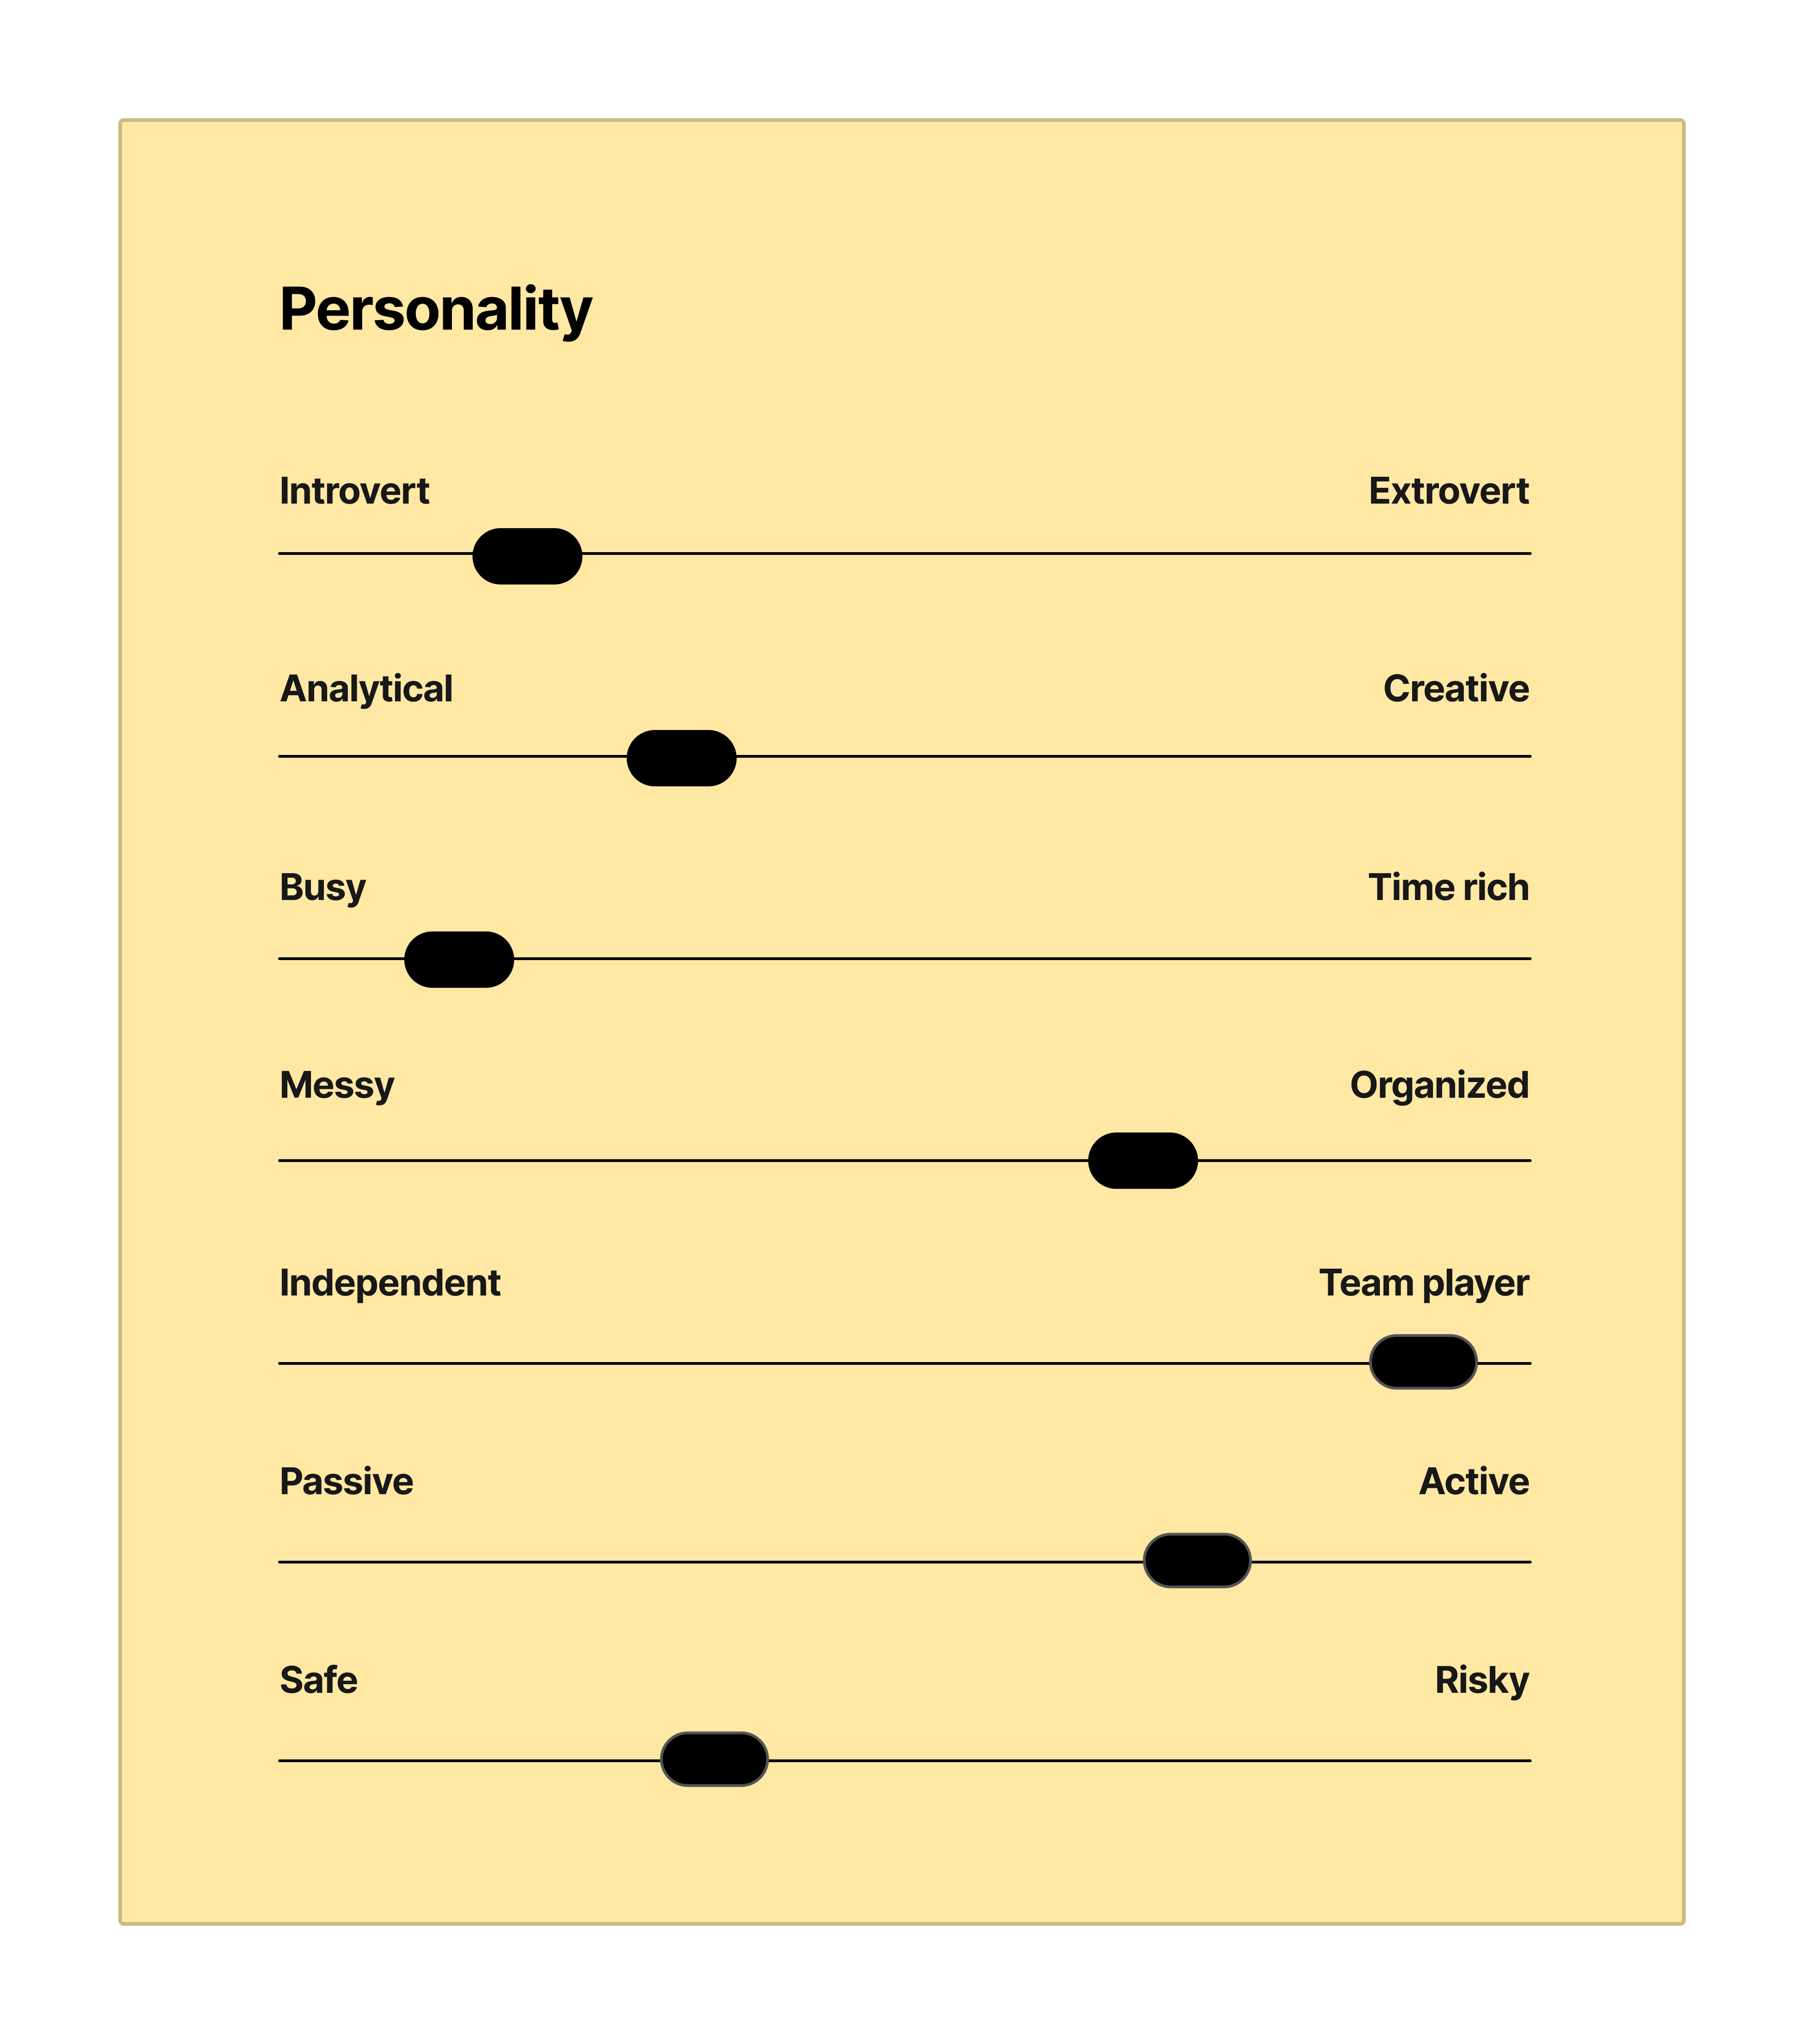 Personality
Introvert Extrovert
Analytical Creative
Busy Time rich
Messy Organized
Independent Team player
Passive Active
Safe Risky